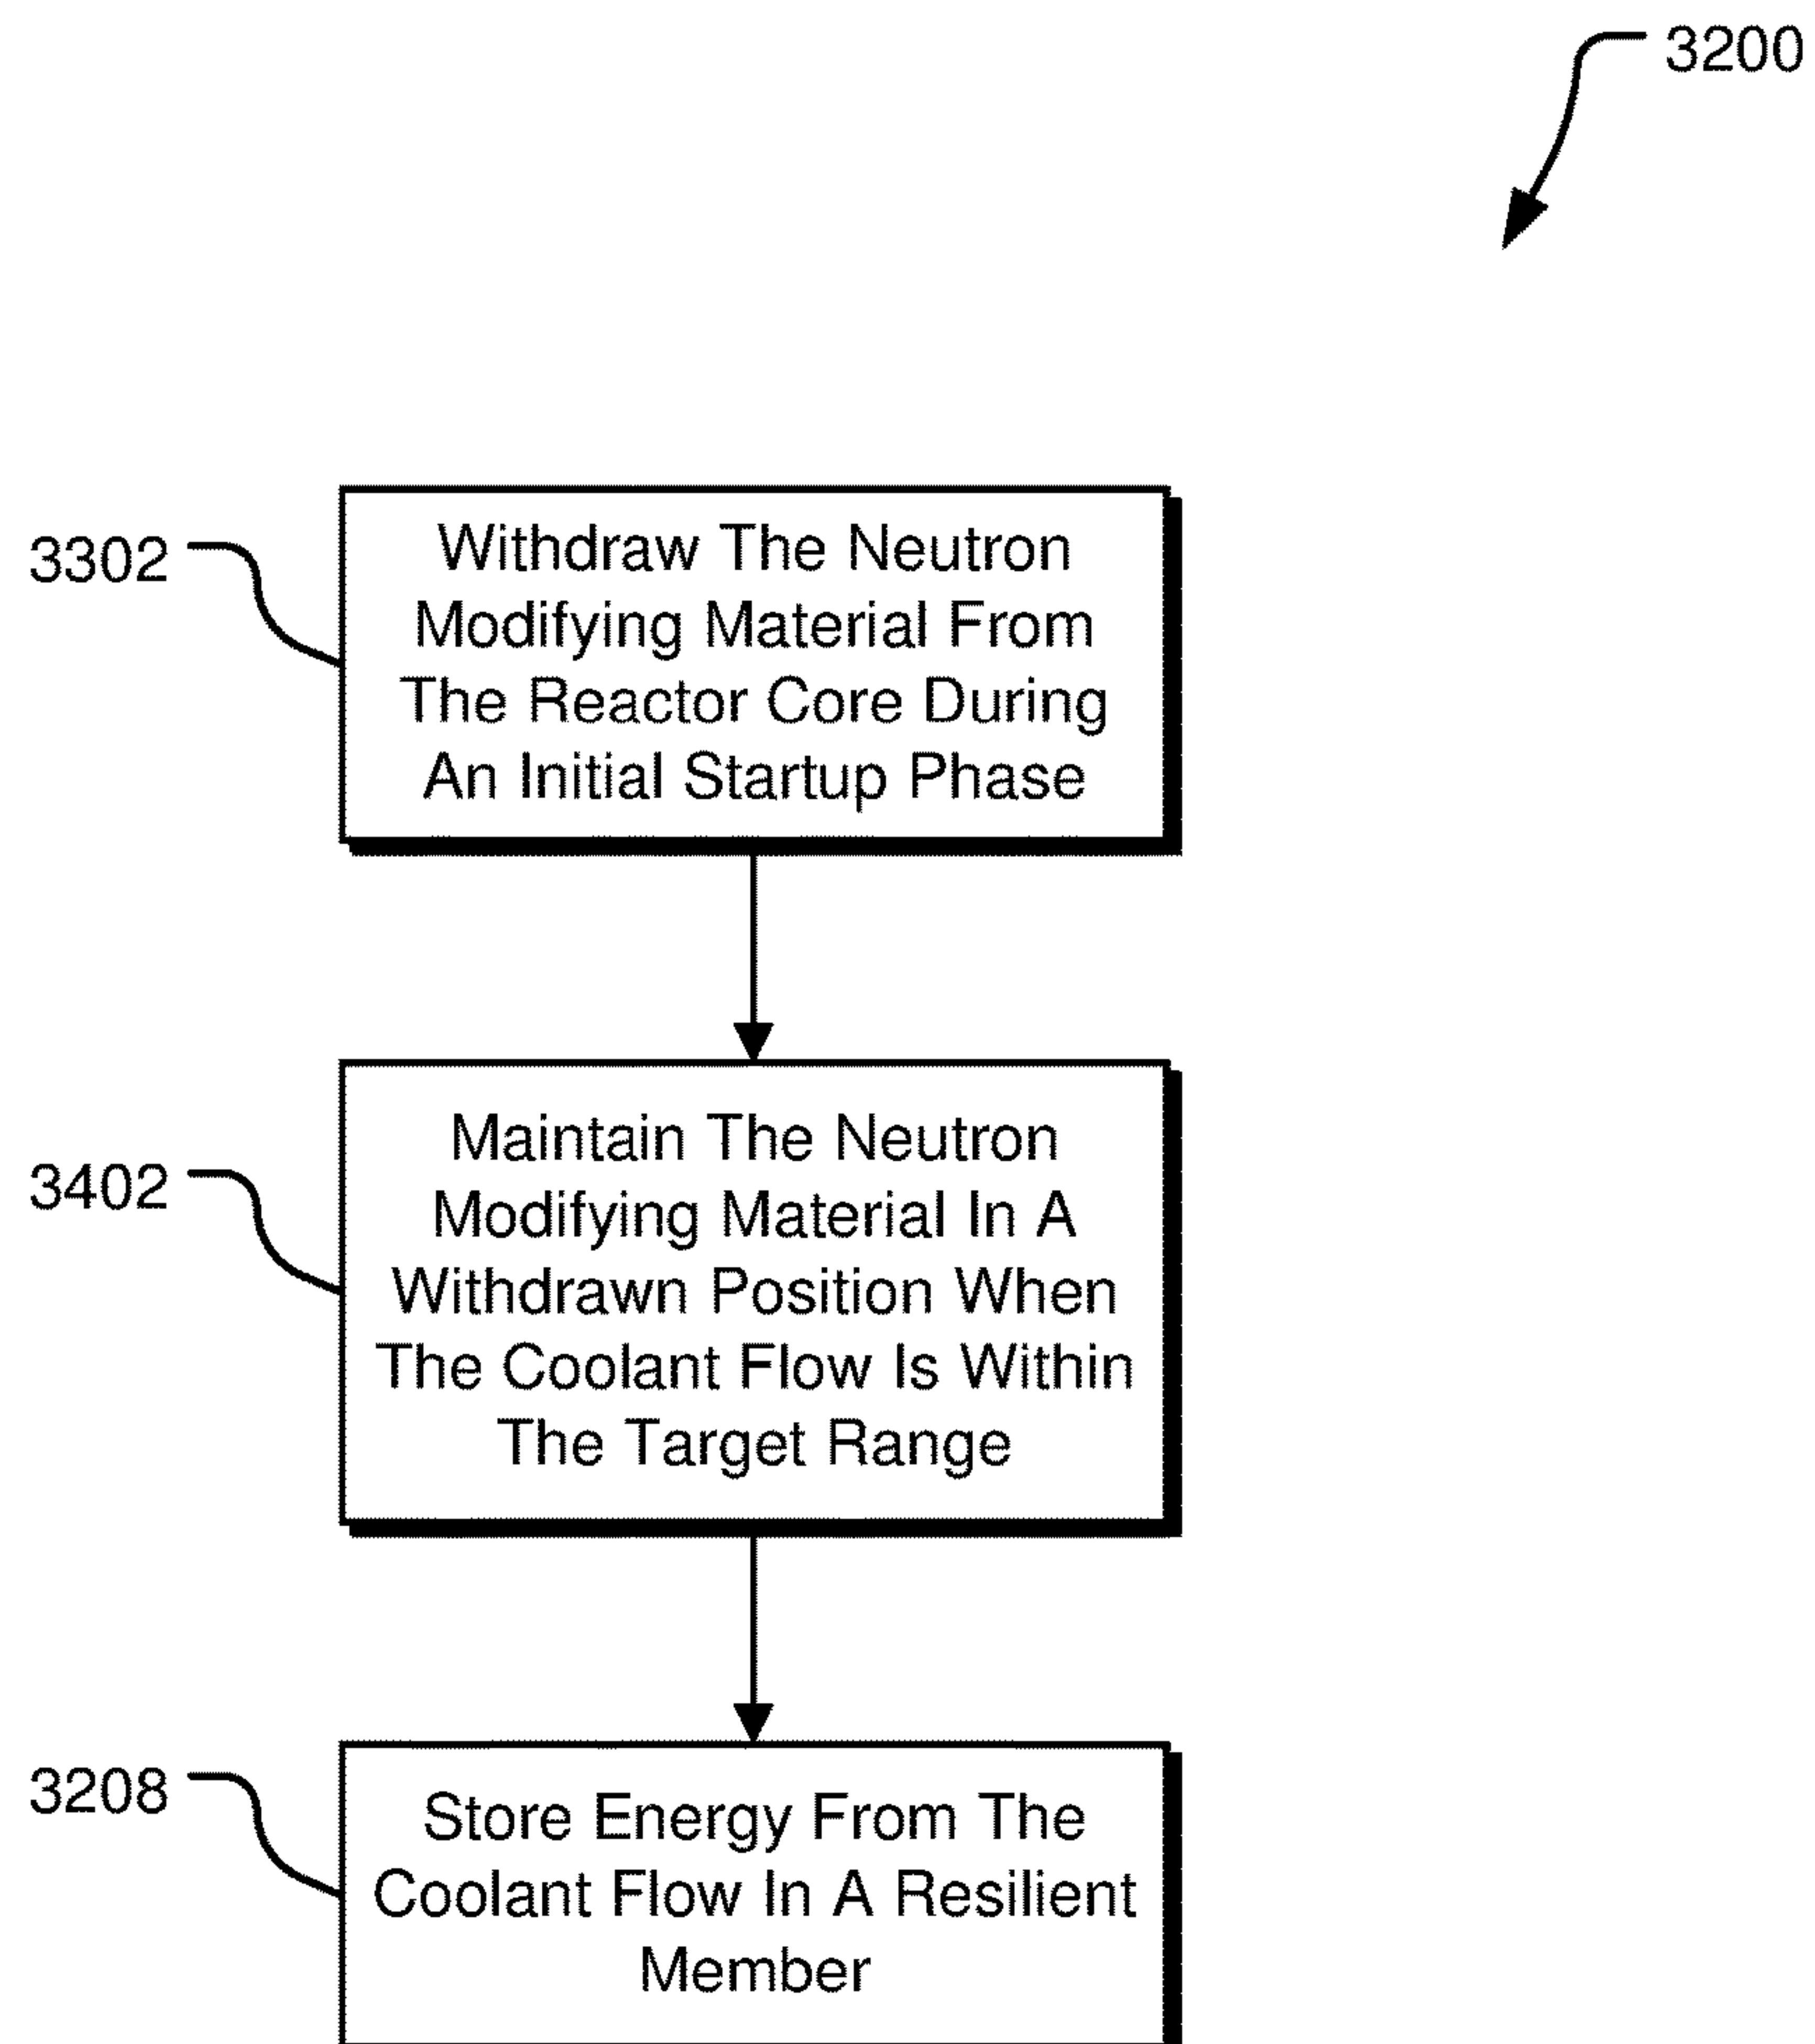 3200
3302
Withdraw The Neutron
Modifying Material From
The Reactor Core During
An Initial Startup Phase
3402
Maintain The Neutron
Modifying Material In A
Withdrawn Position When
The Coolant Flow Is Within
The Target Range
3208
Store Energy From The
Coolant Flow In A Resilient
Member